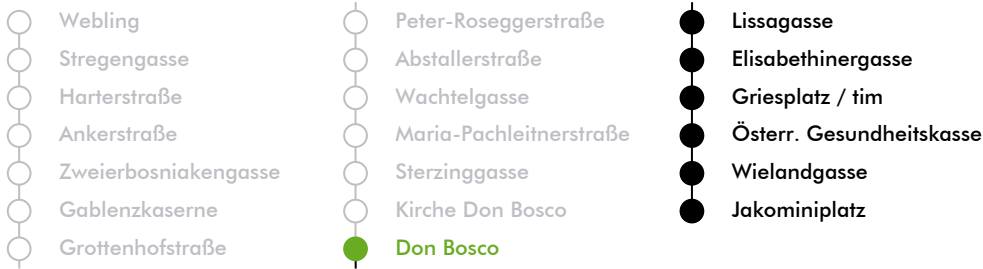 Webling
Stregengasse
Harterstraße
Ankerstraße
Zweierbosniakengasse
Gablenzkaserne
Grottenhofstraße
Peter-Roseggerstraße
Abstallerstraße
Wachtelgasse
Maria-Pachleitnerstraße
Sterzinggasse
Kirche Don Bosco
Don Bosco
Lissagasse
Elisabethinergasse
Griesplatz / tim
Österr. Gesundheitskasse
Wielandgasse
Jakominiplatz